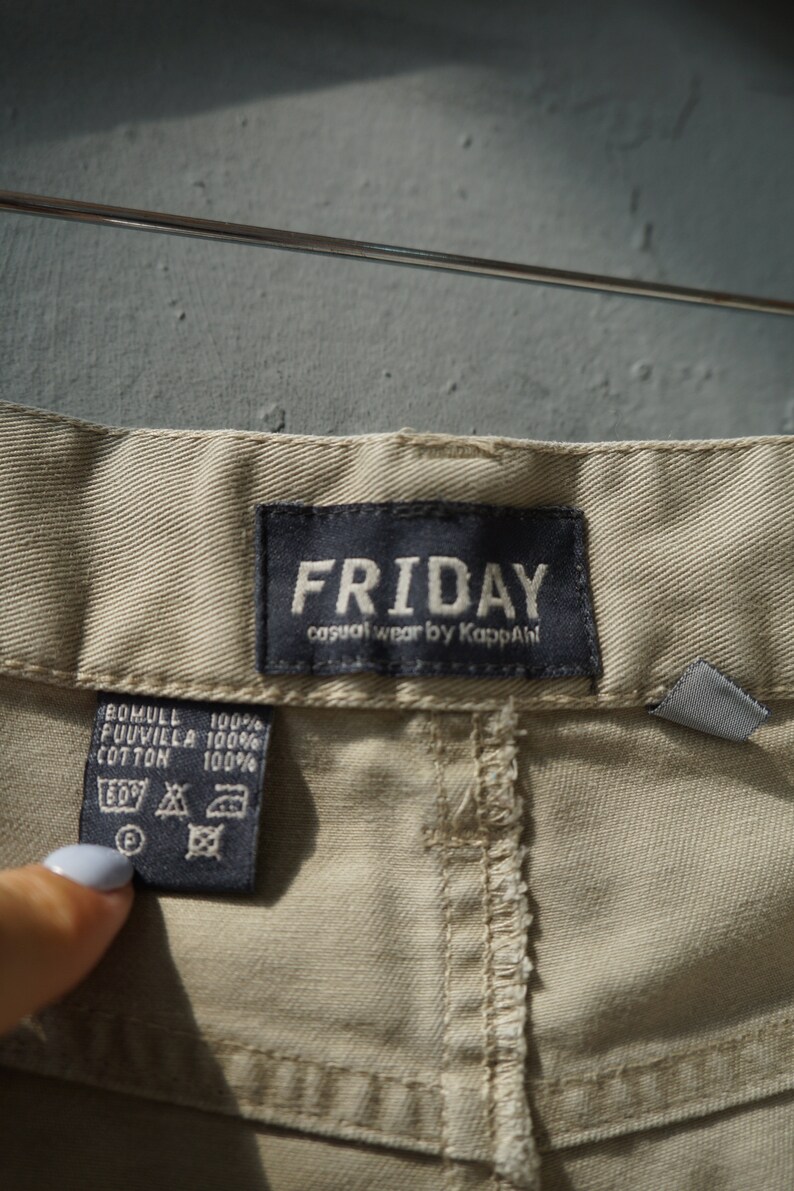 FRIDAY
casual wear by KappAhl
BOMULL 100%
PUUVILLA 100%
COTTON 100%
60°
P